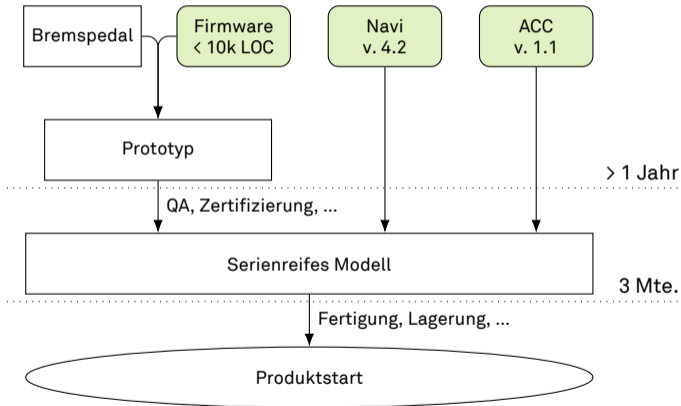 Bremspedal
Firmware
< 10k LOC
Navi
v. 4.2
ACC
v. 1.1
Prototyp
> 1 Jahr
QA, Zertifizierung, ...
Serienreifes Modell
3 Mte.
Fertigung, Lagerung, ...
Produktstart